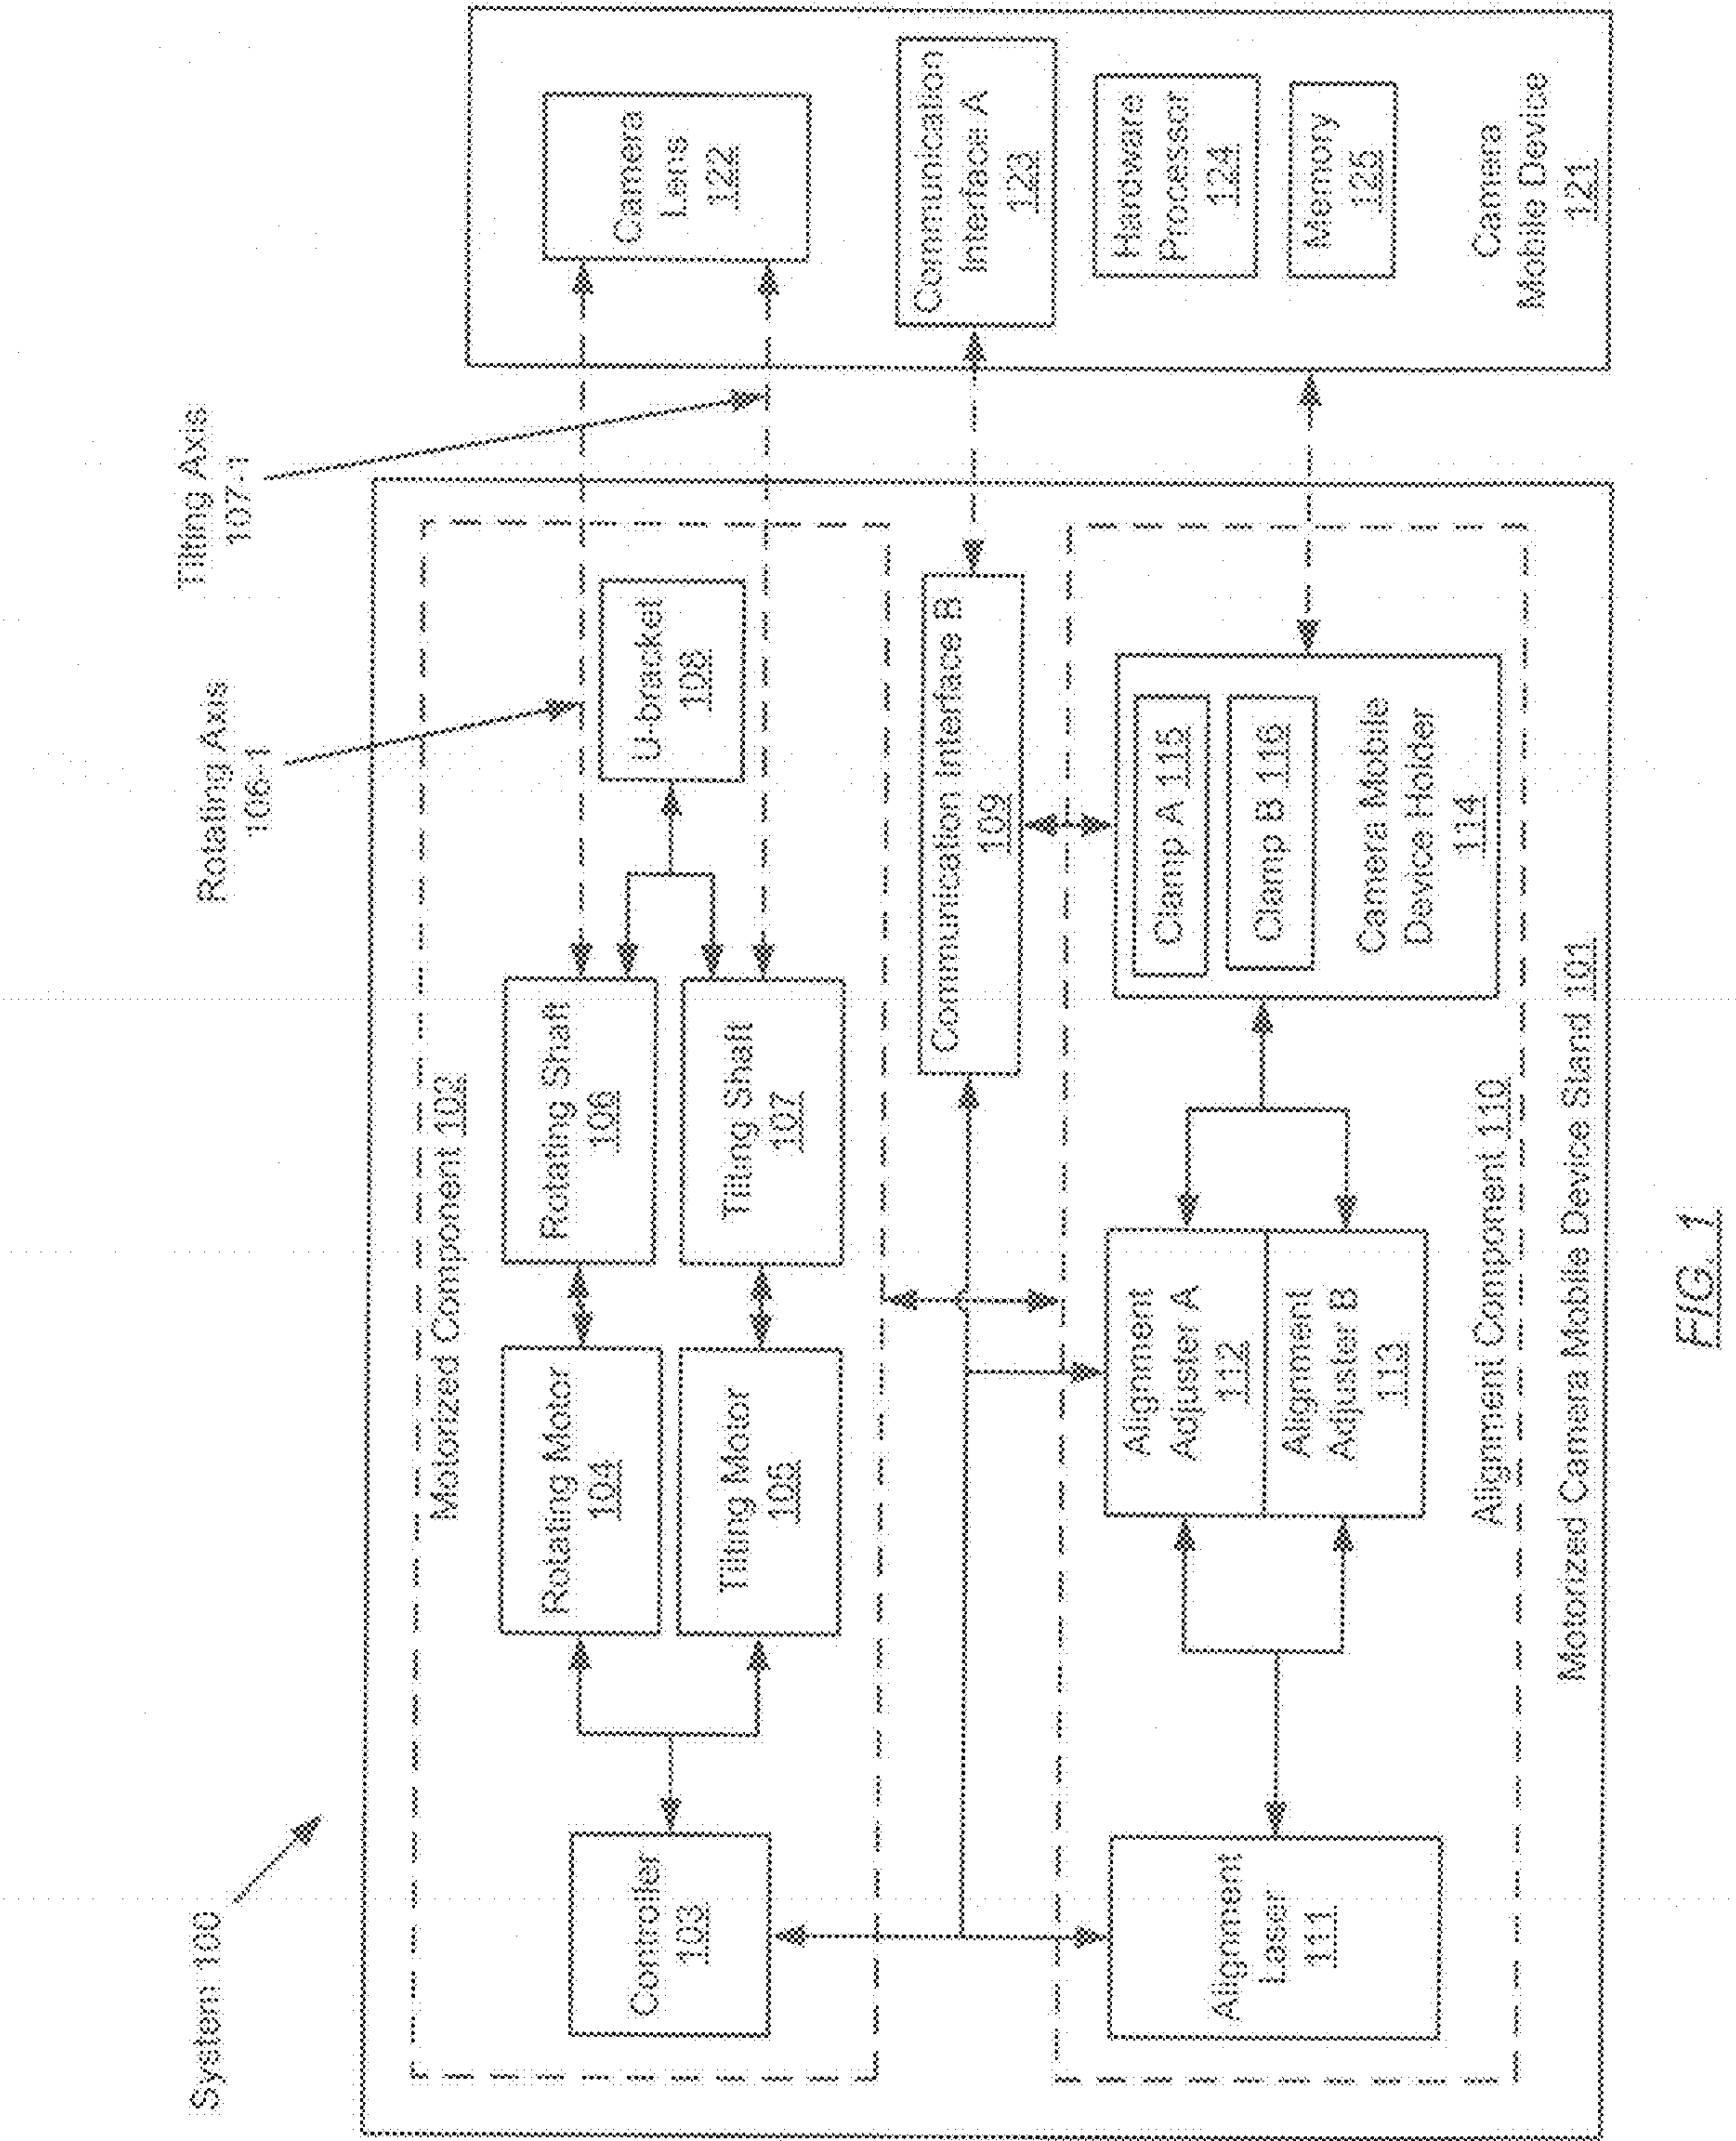 System 100
Rotating Axis
106-1
Tilting Axis
107-1
Motorized Component 102
Controller
103
Rotating Motor
104
Tilting Motor
105
Rotating Shaft
106
Tilting Shaft
107
U-bracket
108
Communication Interface B
109
Alignment
Laser
111
Alignment
Adjuster A
112
Alignment
Adjuster B
113
Clamp A 115
Clamp B 116
Camera Mobile
Device Holder
114
Alignment Component 110
Motorized Camera Mobile Device Stand 101
Camera
Lens
122
Communication
Interface A
123
Hardware
Processor
124
Memory
125
Camera
Mobile Device
121
FIG. 1